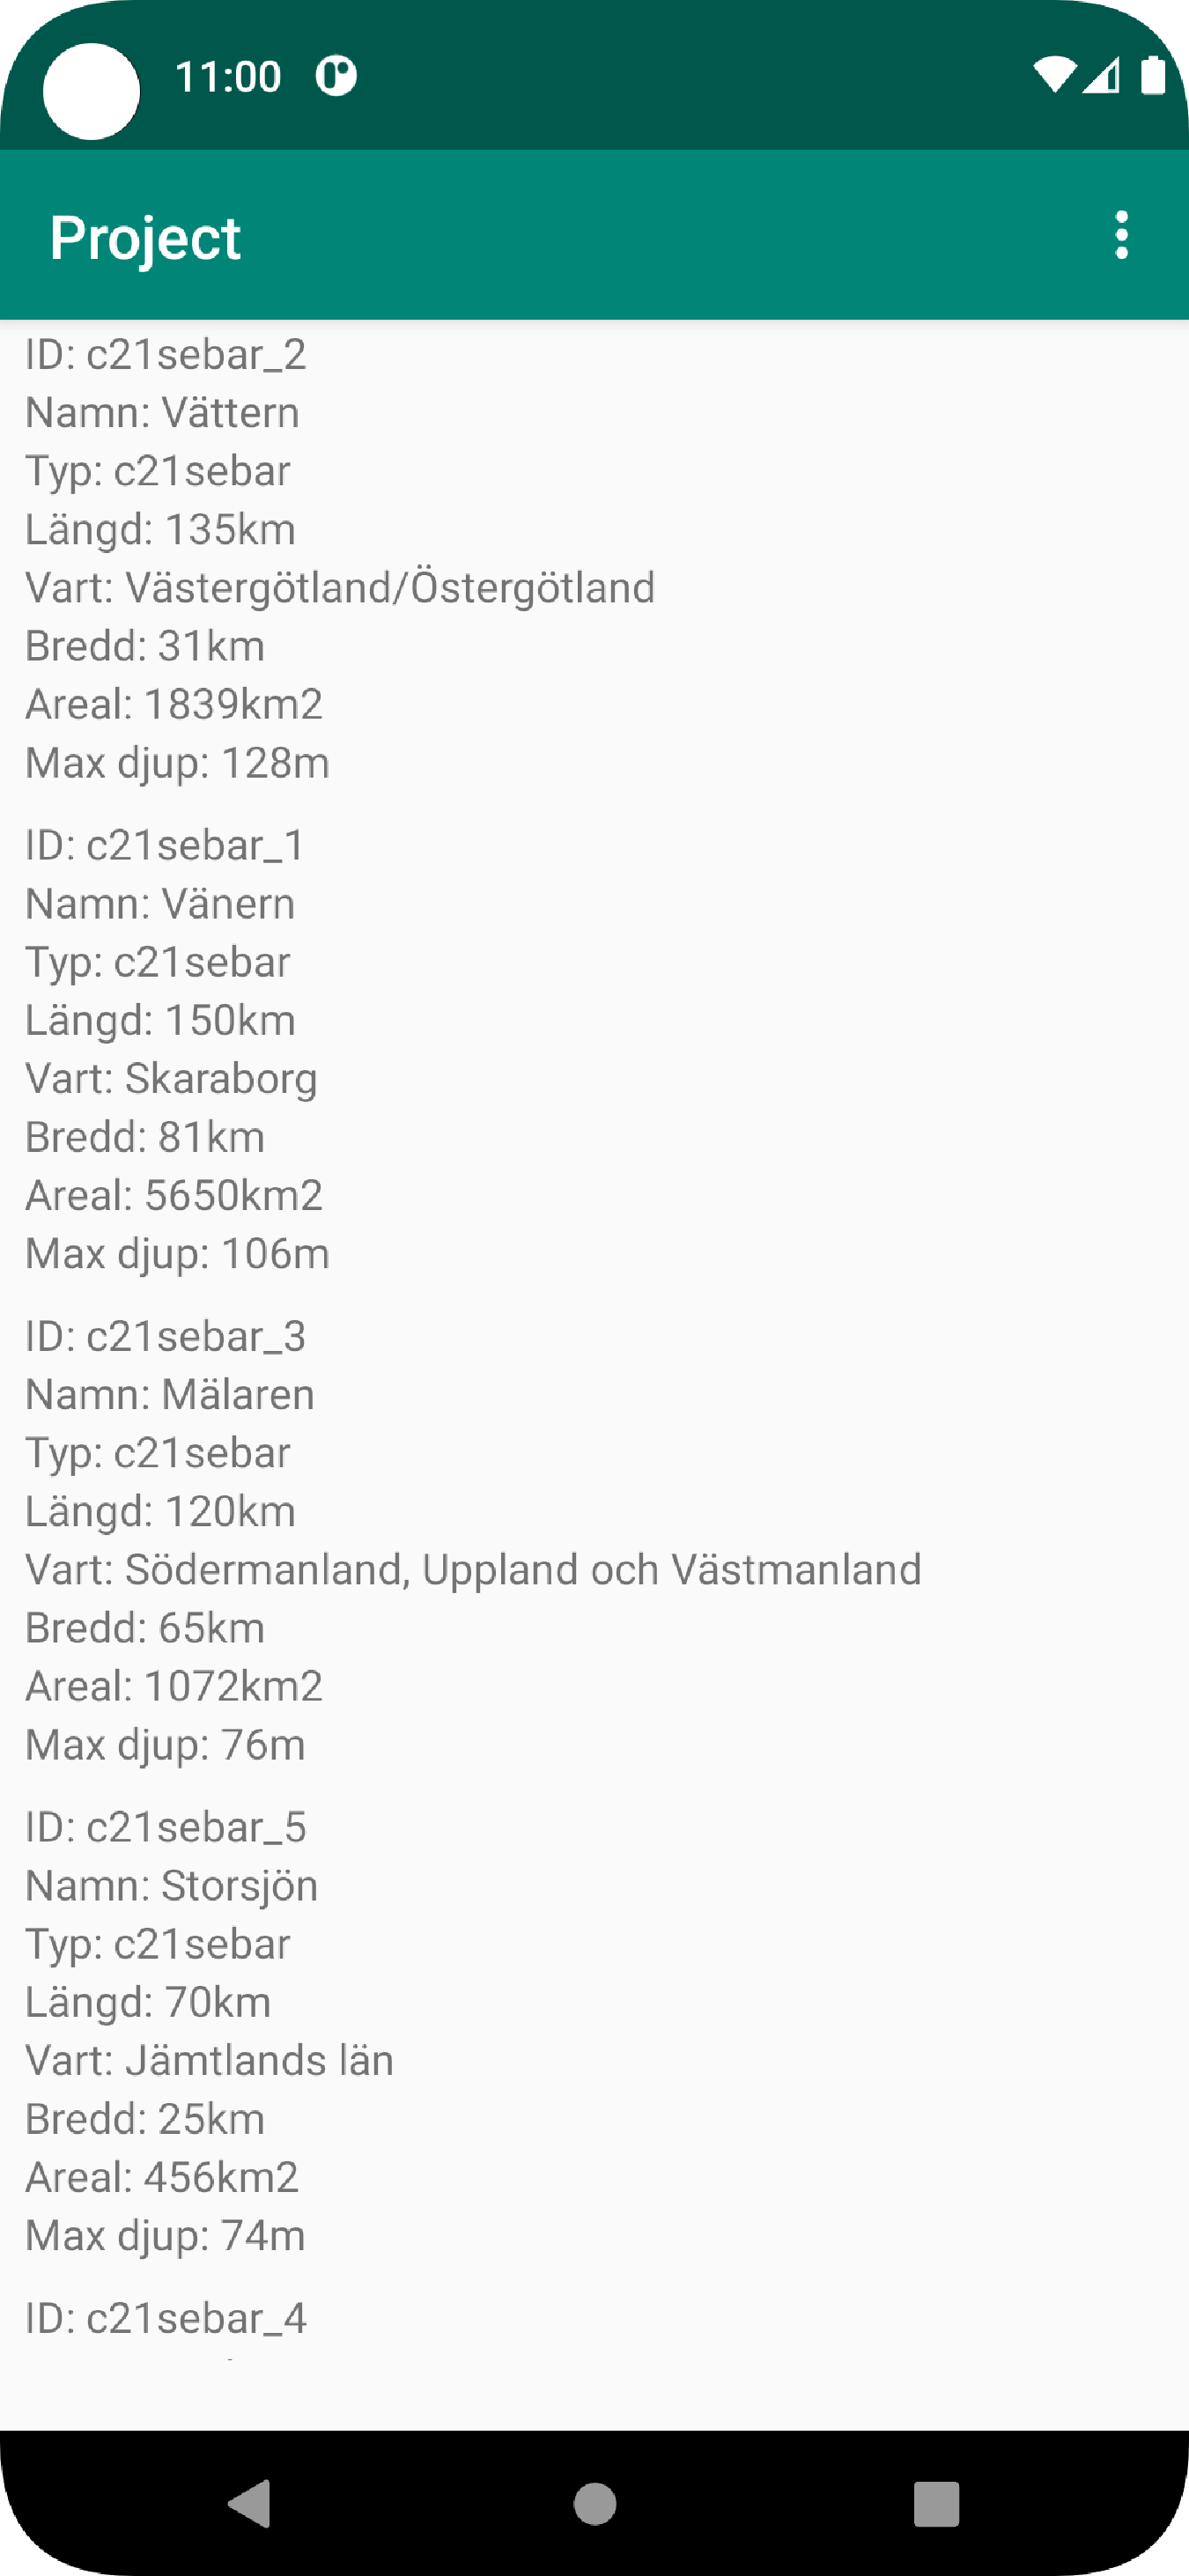 11:00
Project
ID: c21sebar_2
Namn: Vättern
Typ: c21sebar
Längd: 135km
Vart: Västergötland/Östergötland
Bredd: 31km
Areal: 1839km2
Max djup: 128m
ID: c21sebar_1
Namn: Vänern
Typ: c21sebar
Längd: 150km
Vart: Skaraborg
Bredd: 81km
Areal: 5650km2
Max djup: 106m
ID: c21sebar_3
Namn: Mälaren
Typ: c21sebar
Längd: 120km
Vart: Södermanland, Uppland och Västmanland
Bredd: 65km
Areal: 1072km2
Max djup: 76m
ID: c21sebar_5
Namn: Storsjön
Typ: c21sebar
Längd: 70km
Vart: Jämtlands län
Bredd: 25km
Areal: 456km2
Max djup: 74m
ID: c21sebar_4